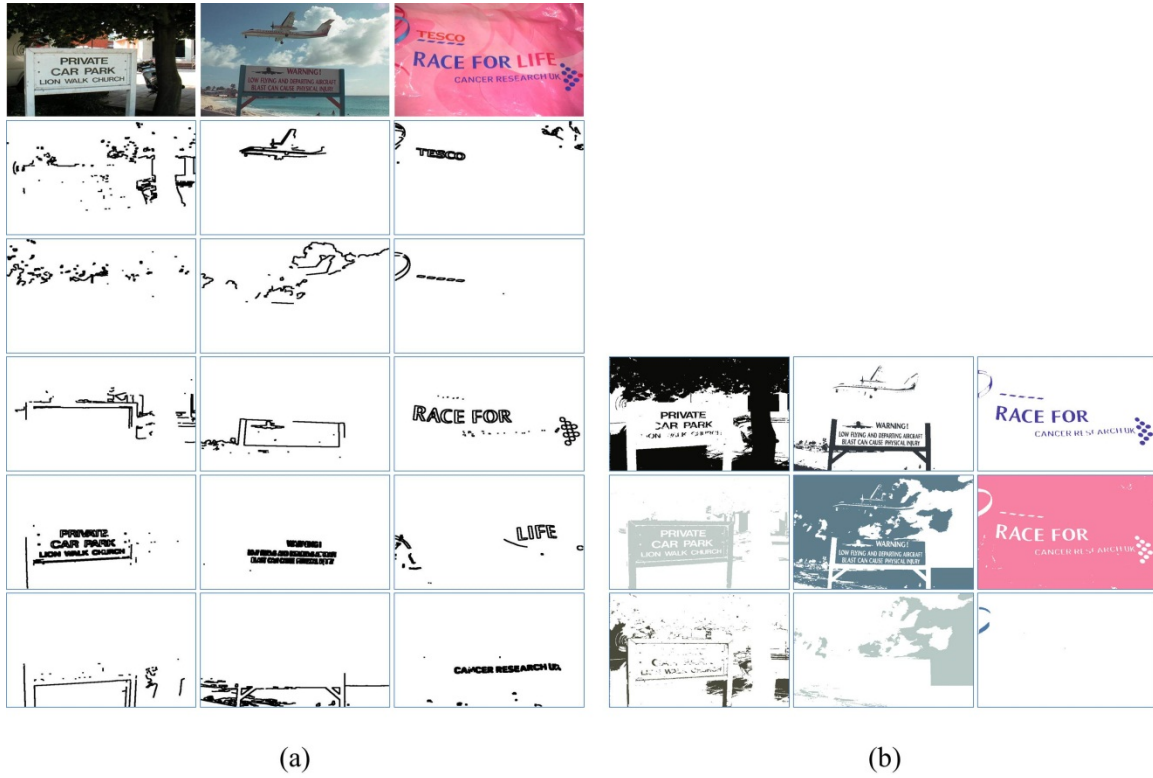 PRIVATE
CAR PARK
LION WALK CHURCH
WARNING!
LOW FLYING AND DEPARTING AIRCRAFT
BLAST CAN CAUSE PHYSICAL INJURY
TESCO
RACE FOR LIFE
CANCER RESEARCH UK
TESCO
RACE FOR
PRIVATE
CAR PARK
LION WALK CHURCH
LIFE
CANCER RESEARCH UK
PRIVATE
CAR PARK
LION WALK CHURCH
WARNING!
LOW FLYING AND DEPARTING AIRCRAFT
BLAST CAN CAUSE PHYSICAL INJURY
RACE FOR
CANCER RESEARCH UK
PRIVATE
CAR PARK
LION WALK CHURCH
WARNING!
LOW FLYING AND DEPARTING AIRCRAFT
BLAST CAN CAUSE PHYSICAL INJURY
RACE FOR
CANCER RESEARCH UK
(a)
(b)